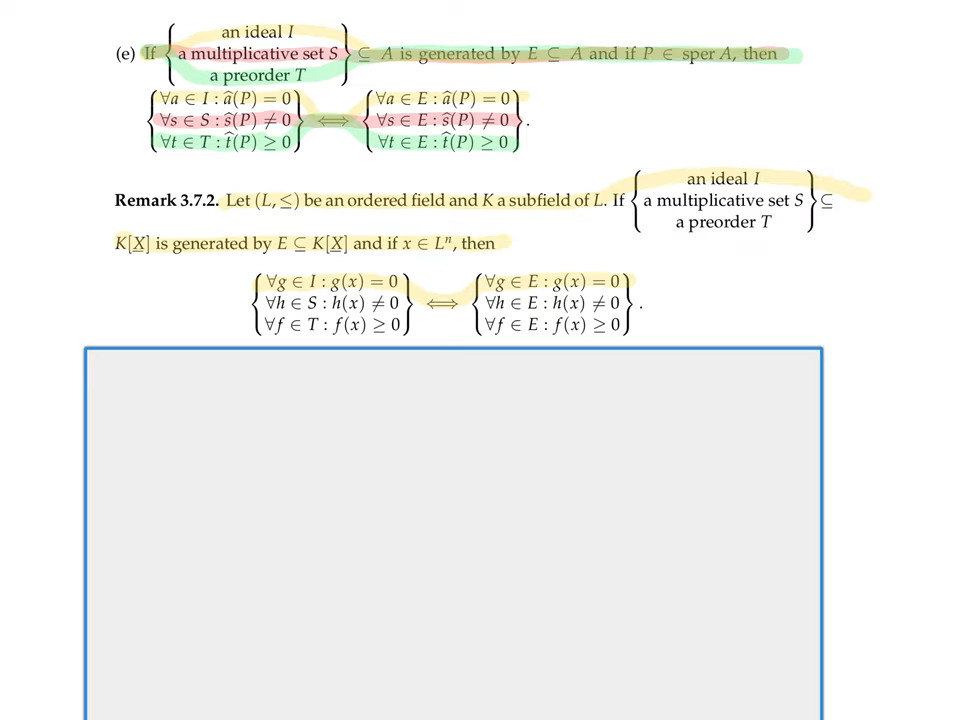 an ideal I
(e) If { a multiplicative set S } ⊆ A is generated by E ⊆ A and if P ∈ sper A, then
a preorder T
∀a ∈ I : â(P) = 0 ∀a ∈ E : â(P) = 0
∀s ∈ S : ŝ(P) ≠ 0 ⟺ ∀s ∈ E : ŝ(P) ≠ 0 .
∀t ∈ T : t̂(P) ≥ 0 ∀t ∈ E : t̂(P) ≥ 0
an ideal I
Remark 3.7.2. Let (L, ≤) be an ordered field and K a subfield of L. If { a multiplicative set S } ⊆
a preorder T
K[X̲] is generated by E ⊆ K[X̲] and if x ∈ Lⁿ, then
∀g ∈ I : g(x) = 0 ∀g ∈ E : g(x) = 0
∀h ∈ S : h(x) ≠ 0 ⟺ ∀h ∈ E : h(x) ≠ 0 .
∀f ∈ T : f(x) ≥ 0 ∀f ∈ E : f(x) ≥ 0